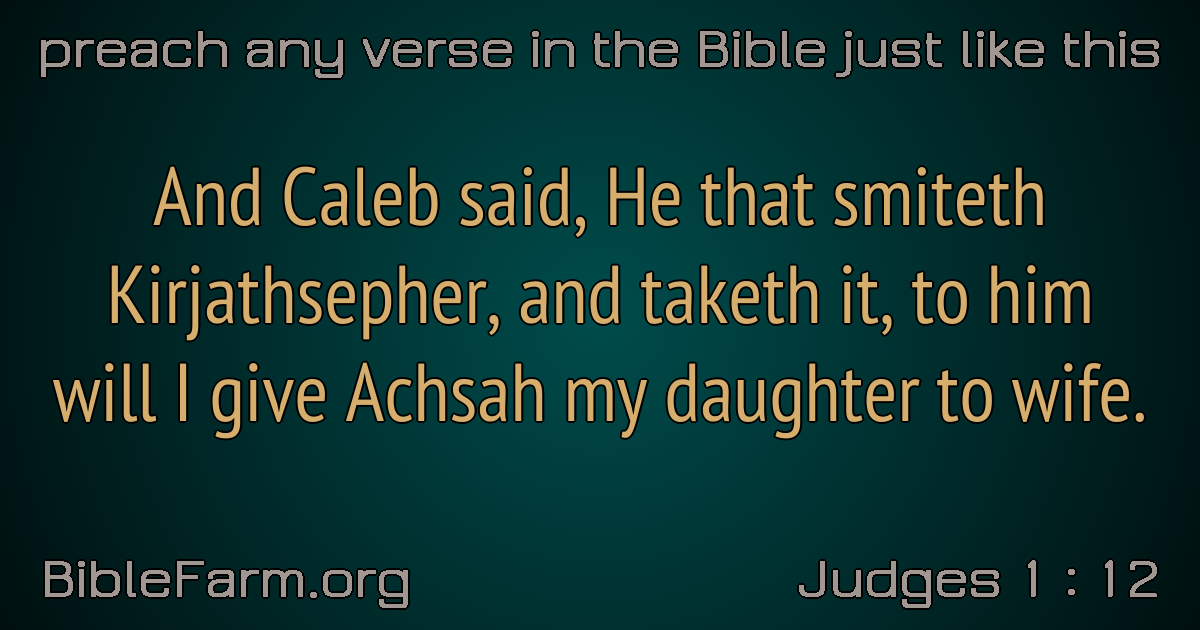 preach any verse in the Bible just like this
And Caleb said, He that smiteth
Kirjathsepher, and taketh it, to him
will I give Achsah my daughter to wife.
BibleFarm.org
Judges 1 : 12